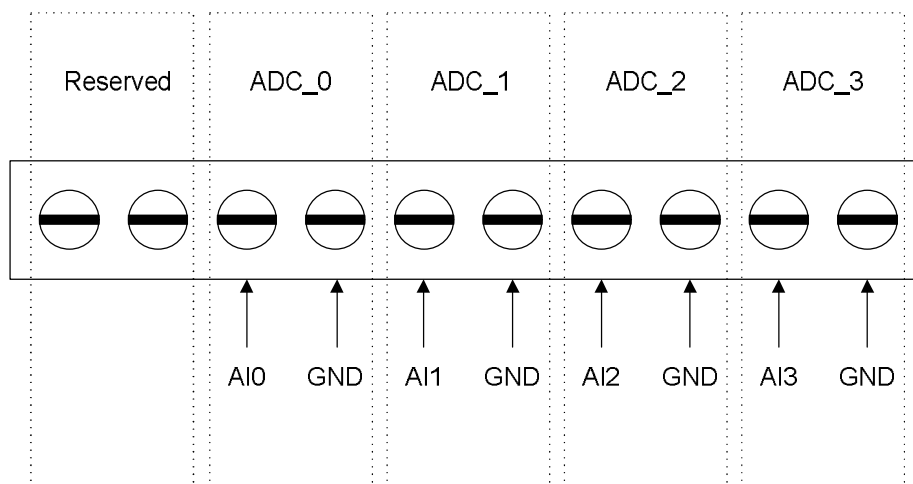 Reserved ADC_0 ADC_1 ADC_2 ADC_3
AI0 GND AI1 GND AI2 GND AI3 GND